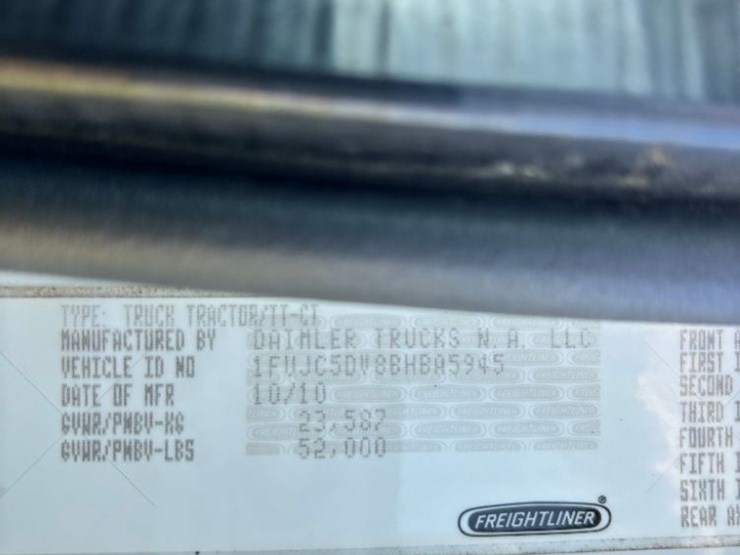 TYPE: TRUCK TRACTOR/TT-CT
MANUFACTURED BY DAIMLER TRUCKS N.A. LLC
VEHICLE ID NO 1FUJC5DV8BHBA5945
DATE OF MFR 10/10
GVWR/PNBV-KG 23,587
GVWR/PNBV-LBS 52,000
FREIGHTLINER®
FRONT
FIRST
SECOND
THIRD
FOURTH
FIFTH
SIXTH
REAR